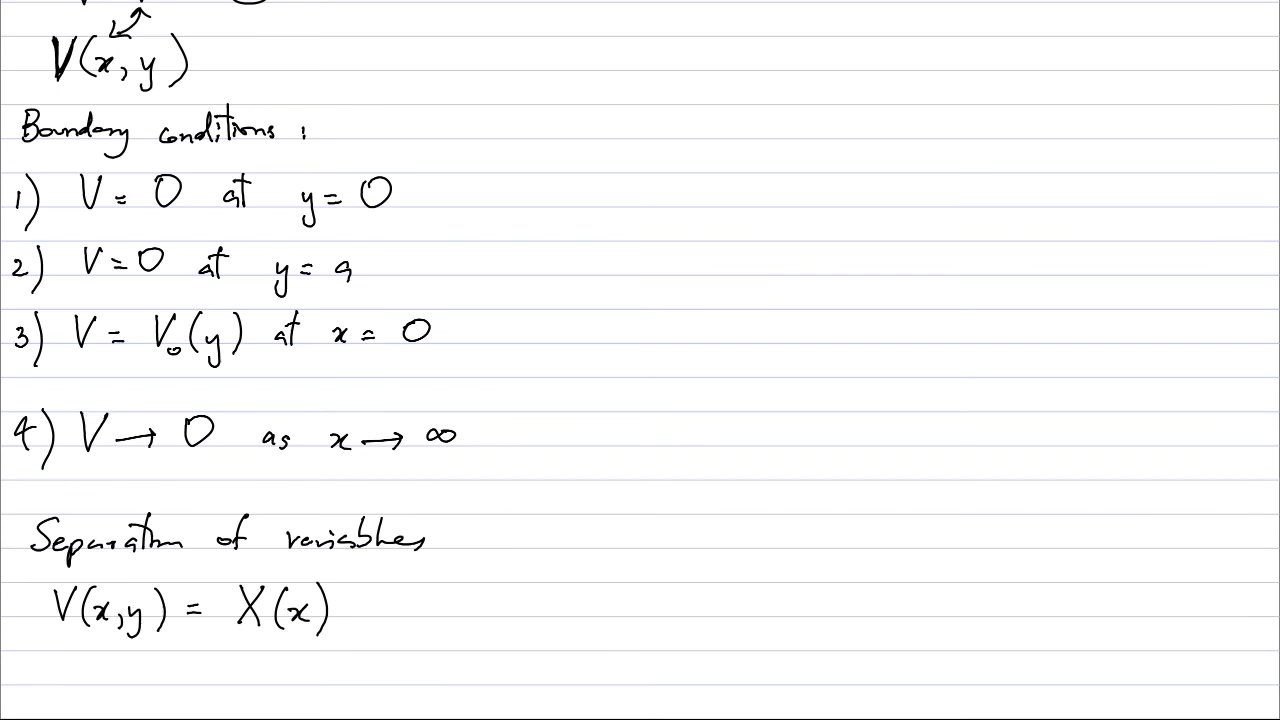 V(x, y)
Boundary conditions :
1) V = 0 at y = 0
2) V = 0 at y = a
3) V = V₀(y) at x = 0
4) V → 0 as x → ∞
Separation of variables
V(x,y) = X(x)